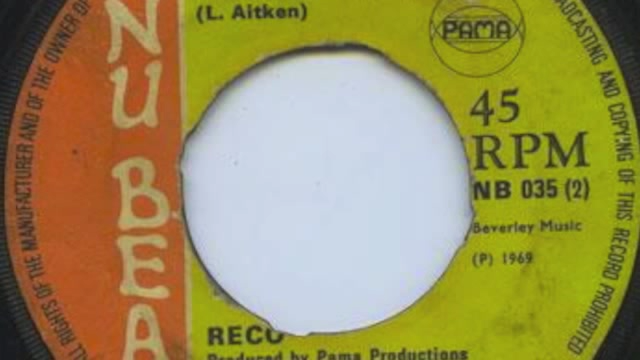 (L. Aitken)
PAMA
NU BEA
45
RPM
NB 035 (2)
Beverley Music
(P) 1969
RECO
Produced by Pama Productions
ALL RIGHTS OF THE MANUFACTURER AND OF THE OWNER OF
OADCASTING AND COPYING OF THIS RECORD PROHIBITED